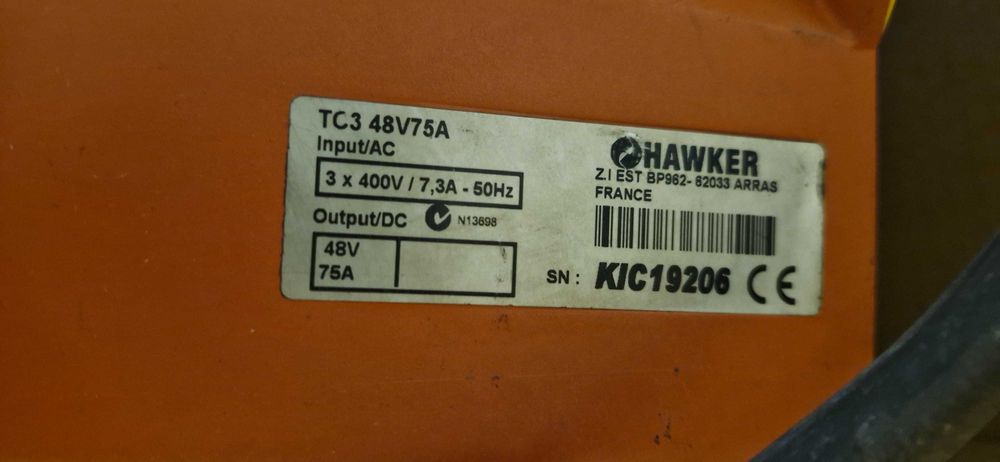 TC3 48V75A
Input/AC
3 x 400V / 7,3A - 50Hz
Output/DC N13698
48V
75A
HAWKER
Z.I EST BP962- 62033 ARRAS
FRANCE
SN : KIC19206 CE